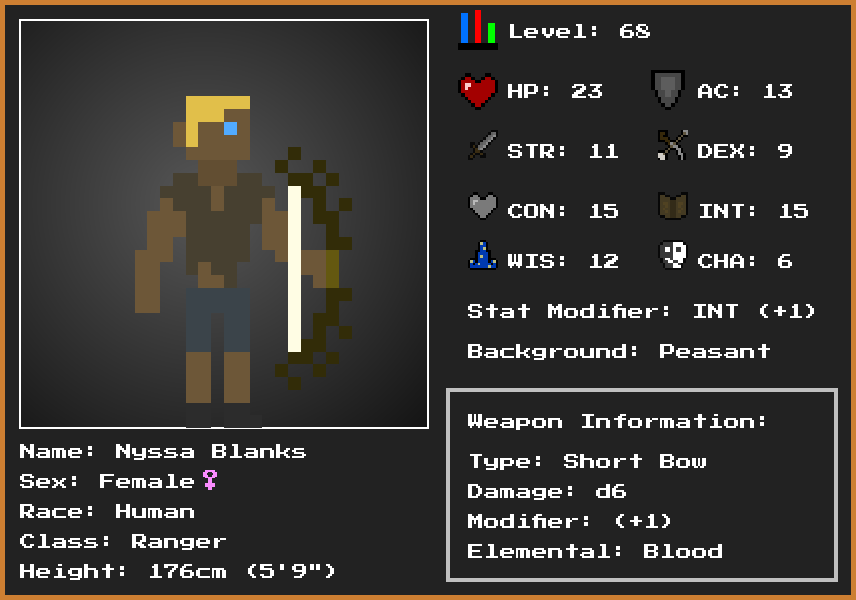 Level: 68
HP: 23 AC: 13
STR: 11 DEX: 9
CON: 15 INT: 15
WIS: 12 CHA: 6
Stat Modifier: INT (+1)
Background: Peasant
Weapon Information:
Type: Short Bow
Damage: d6
Modifier: (+1)
Elemental: Blood
Name: Nyssa Blanks
Sex: Female♀
Race: Human
Class: Ranger
Height: 176cm (5'9")